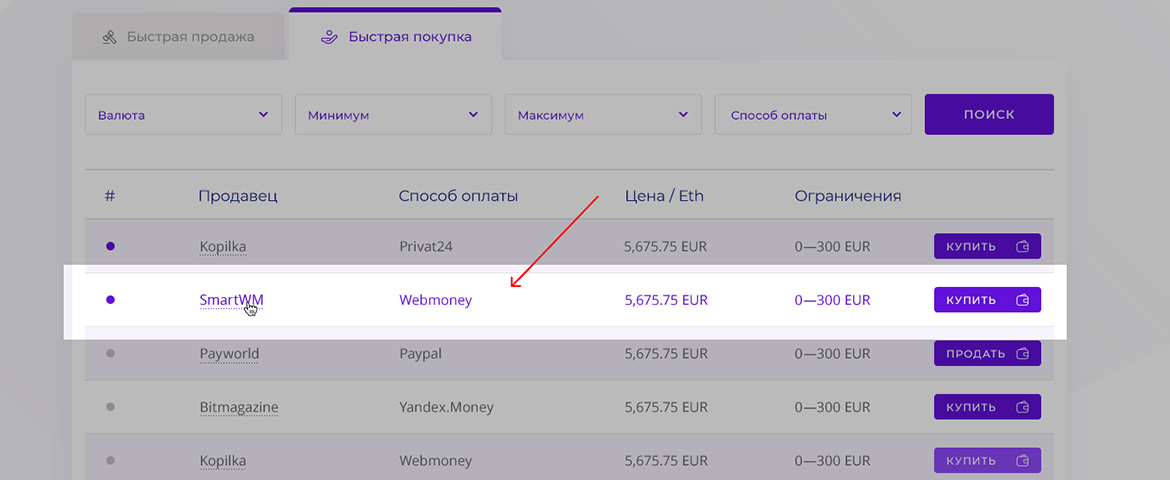 Быстрая продажа Быстрая покупка
Валюта Минимум Максимум Способ оплаты ПОИСК
# Продавец Способ оплаты Цена / Eth Ограничения
Kopilka Privat24 5,675.75 EUR 0—300 EUR КУПИТЬ
SmartWM Webmoney 5,675.75 EUR 0—300 EUR КУПИТЬ
Payworld Paypal 5,675.75 EUR 0—300 EUR ПРОДАТЬ
Bitmagazine Yandex.Money 5,675.75 EUR 0—300 EUR КУПИТЬ
Kopilka Webmoney 5,675.75 EUR 0—300 EUR КУПИТЬ